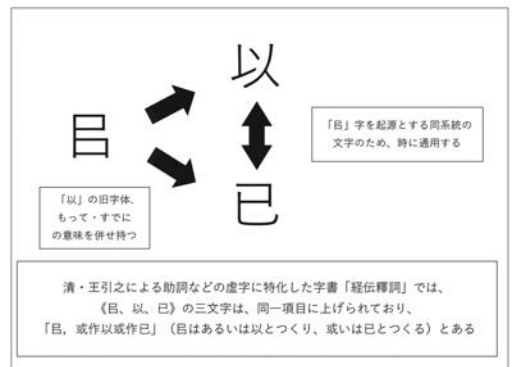 以
㠯
已
「㠯」字を起源とする同系統の
文字のため、時に通用する
「以」の旧字体.
もって・すでに
の意味を併せ持つ
清・王引之による助詞などの虚字に特化した字書「経伝釋詞」では、
《㠯、以、已》の三文字は、同一項目に上げられており、
「㠯，或作以或作已」（㠯はあるいは以とつくり、或いは已とつくる）とある